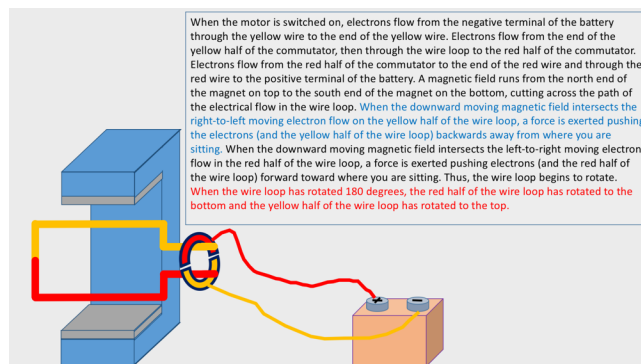 When the motor is switched on, electrons flow from the negative terminal of the battery
through the yellow wire to the end of the yellow wire. Electrons flow from the end of the
yellow half of the commutator, then through the wire loop to the red half of the commutator.
Electrons flow from the red half of the commutator to the end of the red wire and through the
red wire to the positive terminal of the battery. A magnetic field runs from the north end of
the magnet on top to the south end of the magnet on the bottom, cutting across the path of
the electrical flow in the wire loop. When the downward moving magnetic field intersects the
right-to-left moving electron flow on the yellow half of the wire loop, a force is exerted pushing
the electrons (and the yellow half of the wire loop) backwards away from where you are
sitting. When the downward moving magnetic field intersects the left-to-right moving electron
flow in the red half of the wire loop, a force is exerted pushing electrons (and the red half of
the wire loop) forward toward where you are sitting. Thus, the wire loop begins to rotate.
When the wire loop has rotated 180 degrees, the red half of the wire loop has rotated to the
bottom and the yellow half of the wire loop has rotated to the top.
+ −